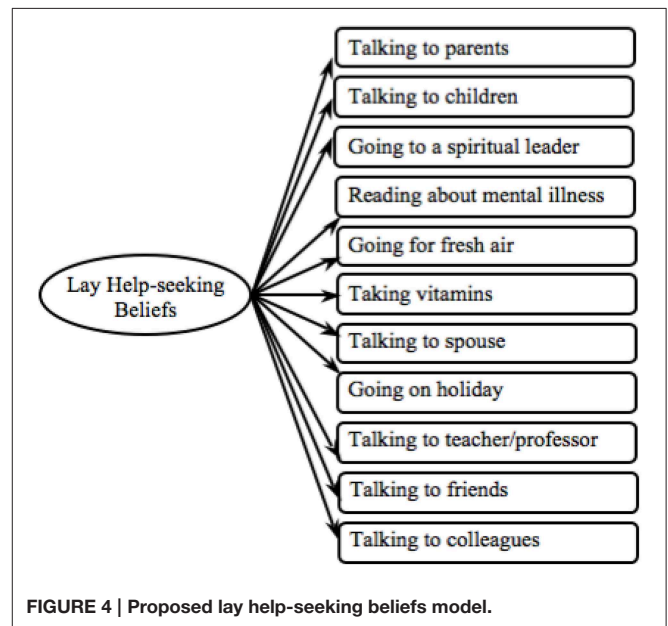 Talking to parents
Talking to children
Going to a spiritual leader
Reading about mental illness
Going for fresh air
Lay Help-seeking
Beliefs
Taking vitamins
Talking to spouse
Going on holiday
Talking to teacher/professor
Talking to friends
Talking to colleagues
FIGURE 4 | Proposed lay help-seeking beliefs model.